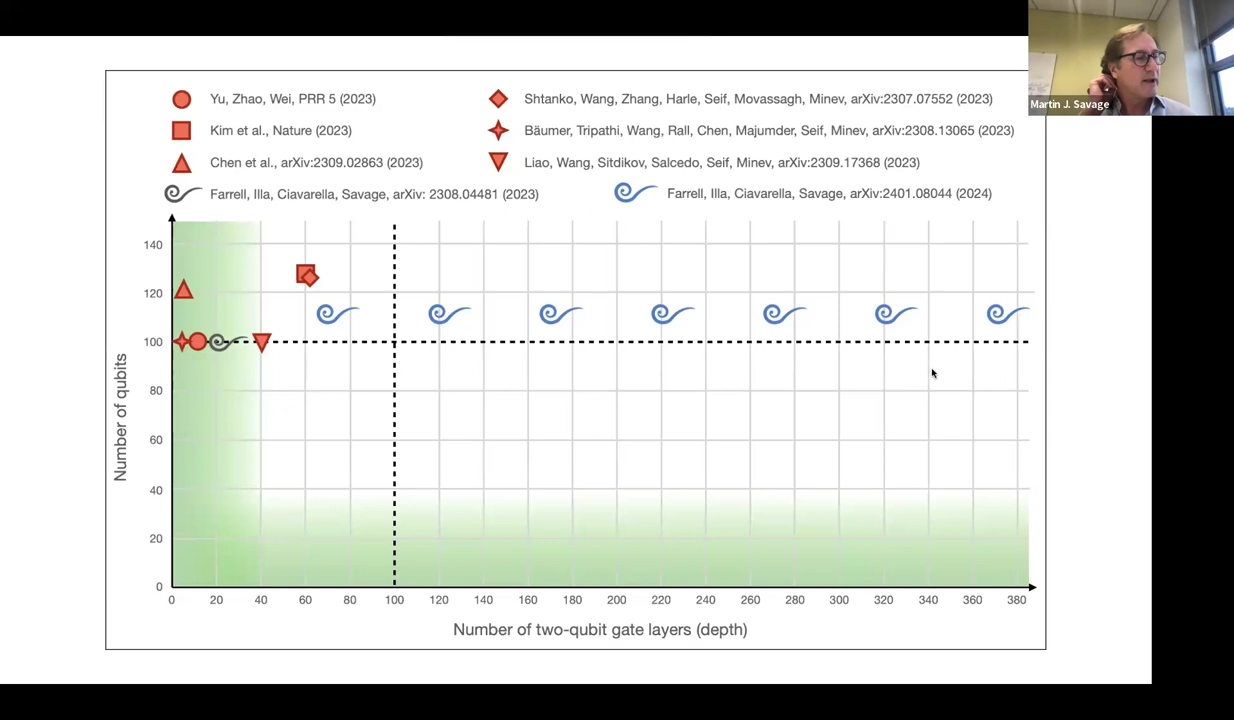 Martin J. Savage
Yu, Zhao, Wei, PRR 5 (2023)
Shtanko, Wang, Zhang, Harle, Seif, Movassagh, Minev, arXiv:2307.07552 (2023)
Kim et al., Nature (2023)
Bäumer, Tripathi, Wang, Rall, Chen, Majumder, Seif, Minev, arXiv:2308.13065 (2023)
Chen et al., arXiv:2309.02863 (2023)
Liao, Wang, Sitdikov, Salcedo, Seif, Minev, arXiv:2309.17368 (2023)
Farrell, Illa, Ciavarella, Savage, arXiv: 2308.04481 (2023)
Farrell, Illa, Ciavarella, Savage, arXiv:2401.08044 (2024)
Number of qubits
140
120
100
80
60
40
20
0
0 20 40 60 80 100 120 140 160 180 200 220 240 260 280 300 320 340 360 380
Number of two-qubit gate layers (depth)